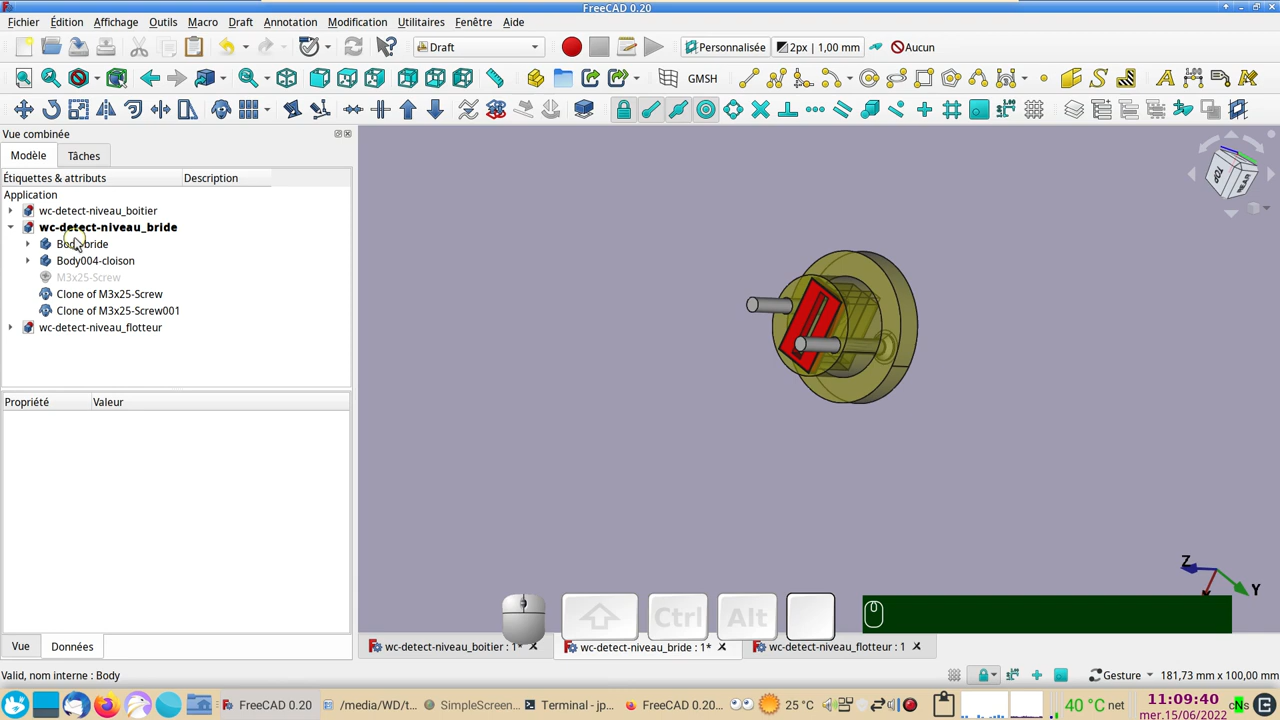 FreeCAD 0.20
Fichier Édition Affichage Outils Macro Draft Annotation Modification Utilitaires Fenêtre Aide
Draft Personnalisée 2px | 1,00 mm Aucun
GMSH
Vue combinée
Modèle Tâches
Étiquettes & attributs Description
Application
wc-detect-niveau_boitier
wc-detect-niveau_bride
Body-bride
Body004-cloison
M3x25-Screw
Clone of M3x25-Screw
Clone of M3x25-Screw001
wc-detect-niveau_flotteur
Propriété Valeur
TOP REAR
Z Y
Ctrl Alt
Vue Données
wc-detect-niveau_boitier : 1* wc-detect-niveau_bride : 1* wc-detect-niveau_flotteur : 1
Valid, nom interne : Body Gesture 181,73 mm x 100,00 mm
FreeCAD 0.20 /media/WD/t... SimpleScreen... Terminal - jp... FreeCAD 0.20... 25 °C 40 °C net 11:09:40
mer.15/06/2022